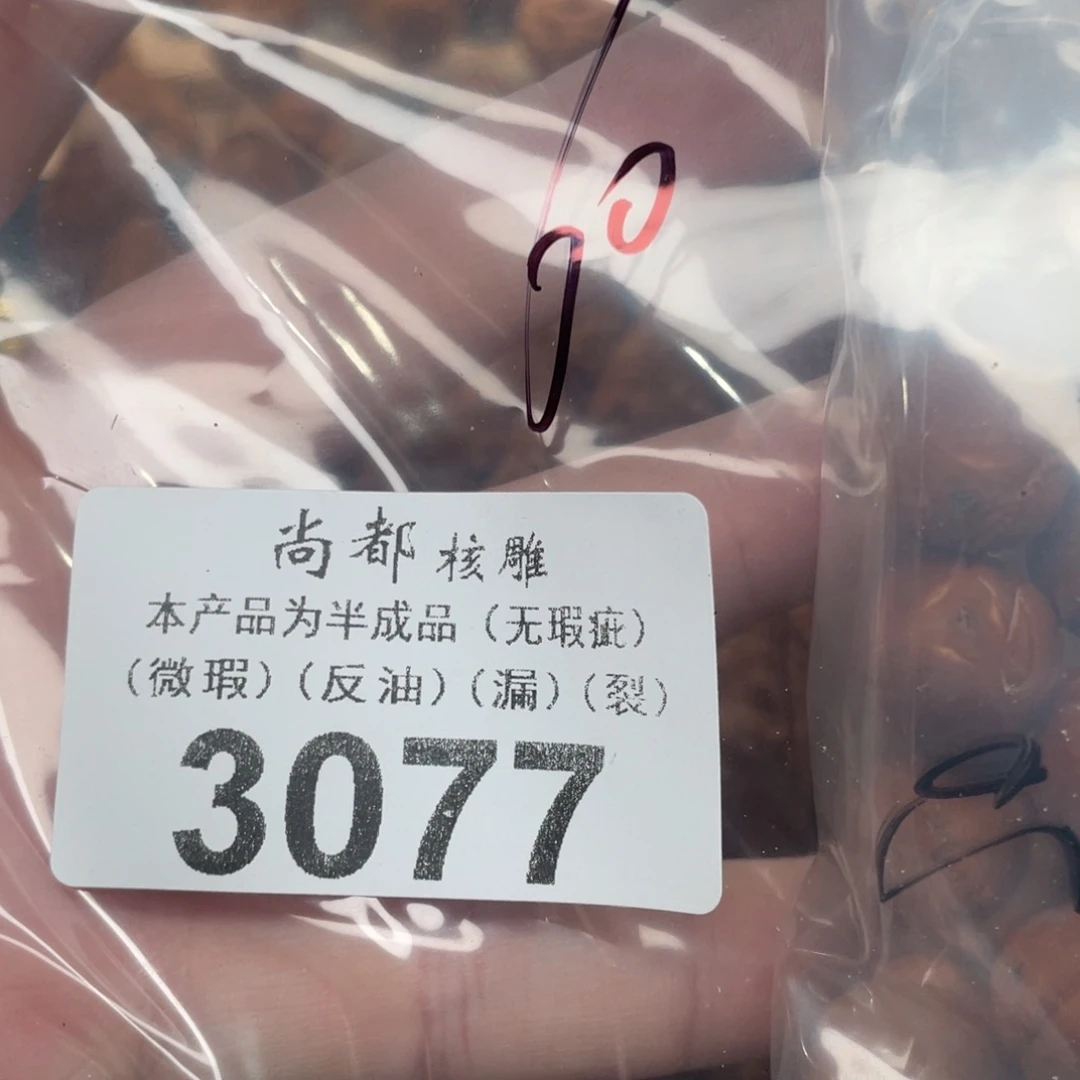 尚都核雕
本产品为半成品（无瑕疵）
（微瑕）（反油）（漏）（裂）
3077